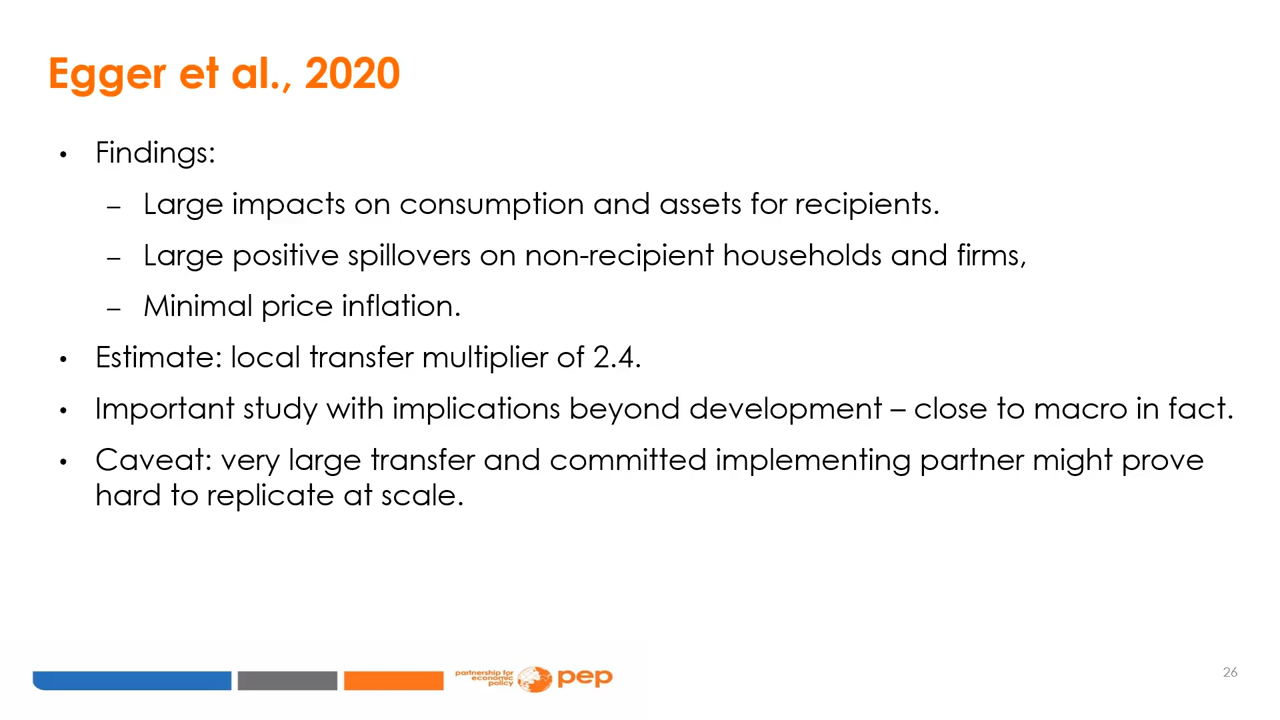 Egger et al., 2020
• Findings:
– Large impacts on consumption and assets for recipients.
– Large positive spillovers on non-recipient households and firms,
– Minimal price inflation.
• Estimate: local transfer multiplier of 2.4.
• Important study with implications beyond development – close to macro in fact.
• Caveat: very large transfer and committed implementing partner might prove
hard to replicate at scale.
partnership for
economic
policy
pep
26